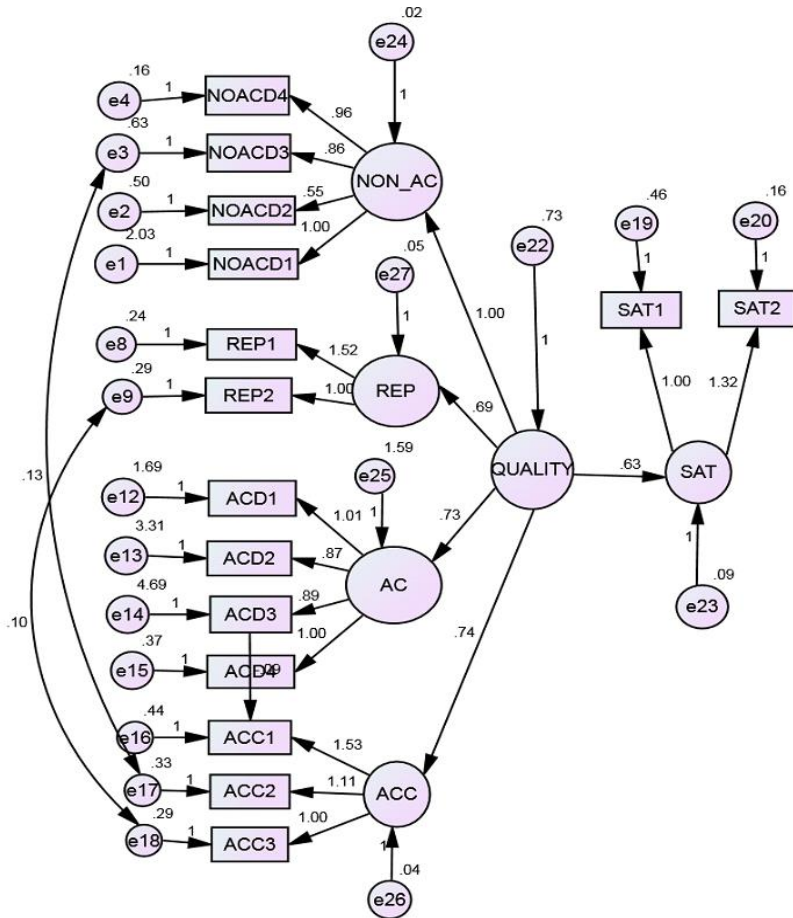 .02
e24
.16
1
e4
NOACD4
1
.96
.63
1
e3
NOACD3
.86
NON_AC
.50
1
e2
NOACD2
.55
.46
.16
.73
e19
e20
2.03
1
e1
NOACD1
1.00
.05
e22
1
1
e27
SAT1
SAT2
.24
1
e8
REP1
1
1.00
1
1.52
.29
1
e9
REP2
1.00
REP
1.00
1.32
.69
1.59
QUALITY
.63
SAT
.13
1.69
e25
e12
1
ACD1
1.01
1
.73
3.31
1
e13
ACD2
.87
AC
1
.09
4.69
1
e14
ACD3
.89
e23
.10
.37
1.00
.74
1
e15
ACD4
.09
.44
1
e16
ACC1
1.53
.33
1
e17
ACC2
1.11
ACC
.29
1
e18
ACC3
1.00
1
.04
e26